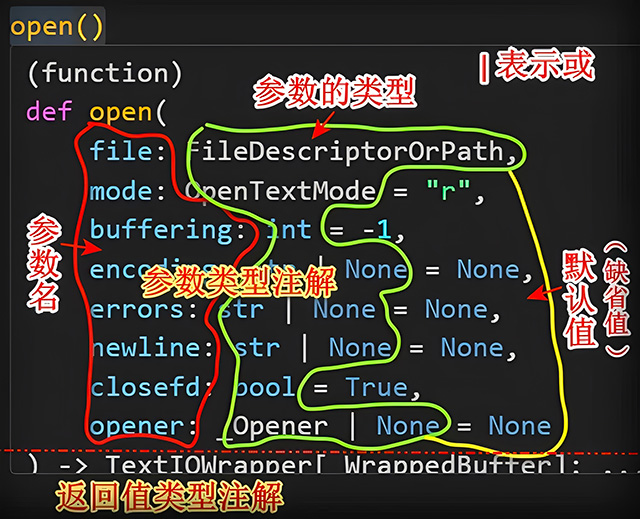 open()
(function)
|表示或
参数的类型
def open(
file: FileDescriptorOrPath,
mode: OpenTextMode = "r",
buffering: int = -1,
参数名
参数类型注解
encoding: str | None = None,
默认值
(缺省值)
errors: str | None = None,
newline: str | None = None,
closefd: bool = True,
opener: _Opener | None = None
) -> TextIOWrapper[_WrappedBuffer]: ...
返回值类型注解